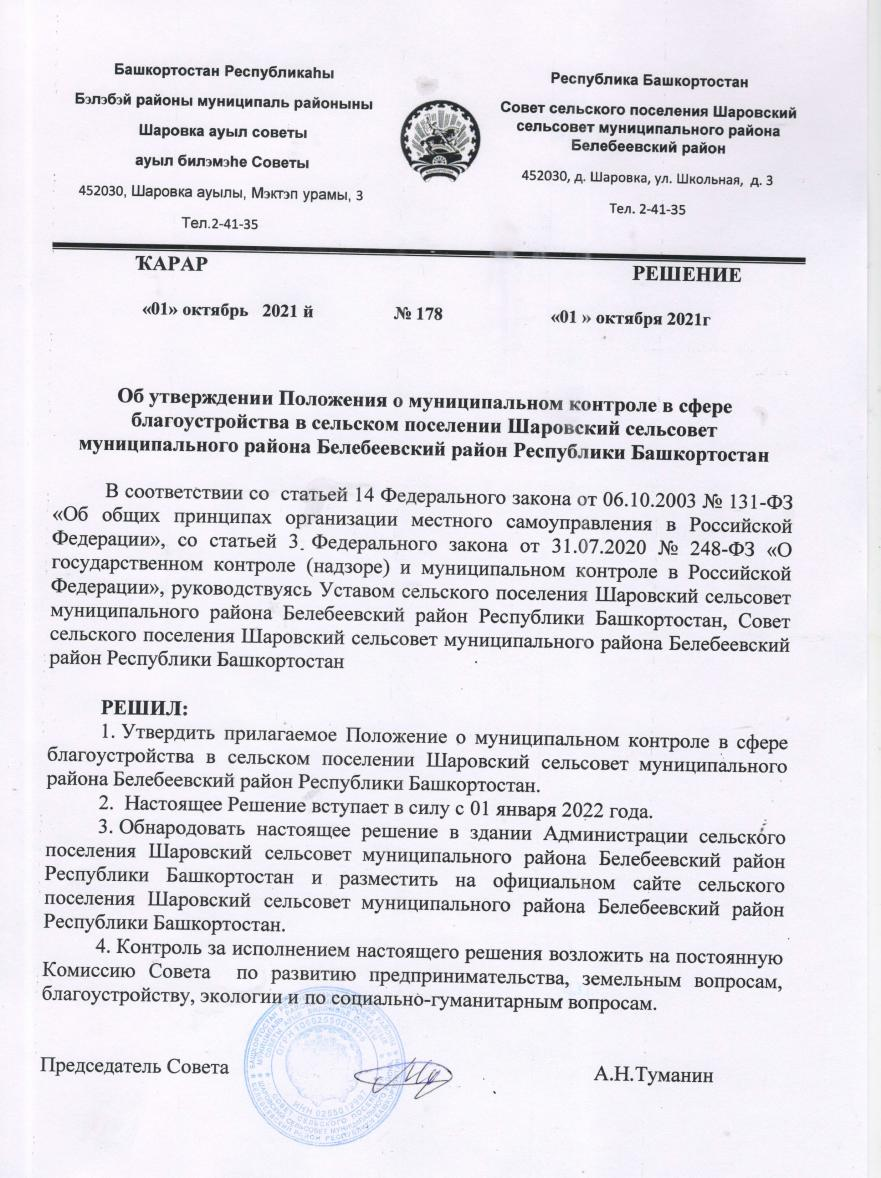 Башкортостан Республикаhы
Бэлэбэй районы муниципаль районыны
Шаровка ауыл советы
ауыл билэмэhе Советы
452030, Шаровка ауылы, Мэктэп урамы, 3
Тел.2-41-35
Республика Башкортостан
Совет сельского поселения Шаровский
сельсовет муниципального района
Белебеевский район
452030, д. Шаровка, ул. Школьная, д. 3
Тел. 2-41-35
ҠАРАР
РЕШЕНИЕ
«01» октябрь 2021 й № 178 «01 » октября 2021г
Об утверждении Положения о муниципальном контроле в сфере
благоустройства в сельском поселении Шаровский сельсовет
муниципального района Белебеевский район Республики Башкортостан
В соответствии со статьей 14 Федерального закона от 06.10.2003 № 131-ФЗ
«Об общих принципах организации местного самоуправления в Российской
Федерации», со статьей 3 Федерального закона от 31.07.2020 № 248-ФЗ «О
государственном контроле (надзоре) и муниципальном контроле в Российской
Федерации», руководствуясь Уставом сельского поселения Шаровский сельсовет
муниципального района Белебеевский район Республики Башкортостан, Совет
сельского поселения Шаровский сельсовет муниципального района Белебеевский
район Республики Башкортостан
РЕШИЛ:
1. Утвердить прилагаемое Положение о муниципальном контроле в сфере
благоустройства в сельском поселении Шаровский сельсовет муниципального
района Белебеевский район Республики Башкортостан.
2. Настоящее Решение вступает в силу с 01 января 2022 года.
3. Обнародовать настоящее решение в здании Администрации сельского
поселения Шаровский сельсовет муниципального района Белебеевский район
Республики Башкортостан и разместить на официальном сайте сельского
поселения Шаровский сельсовет муниципального района Белебеевский район
Республики Башкортостан.
4. Контроль за исполнением настоящего решения возложить на постоянную
Комиссию Совета по развитию предпринимательства, земельным вопросам,
благоустройству, экологии и по социально-гуманитарным вопросам.
Председатель Совета А.Н.Туманин